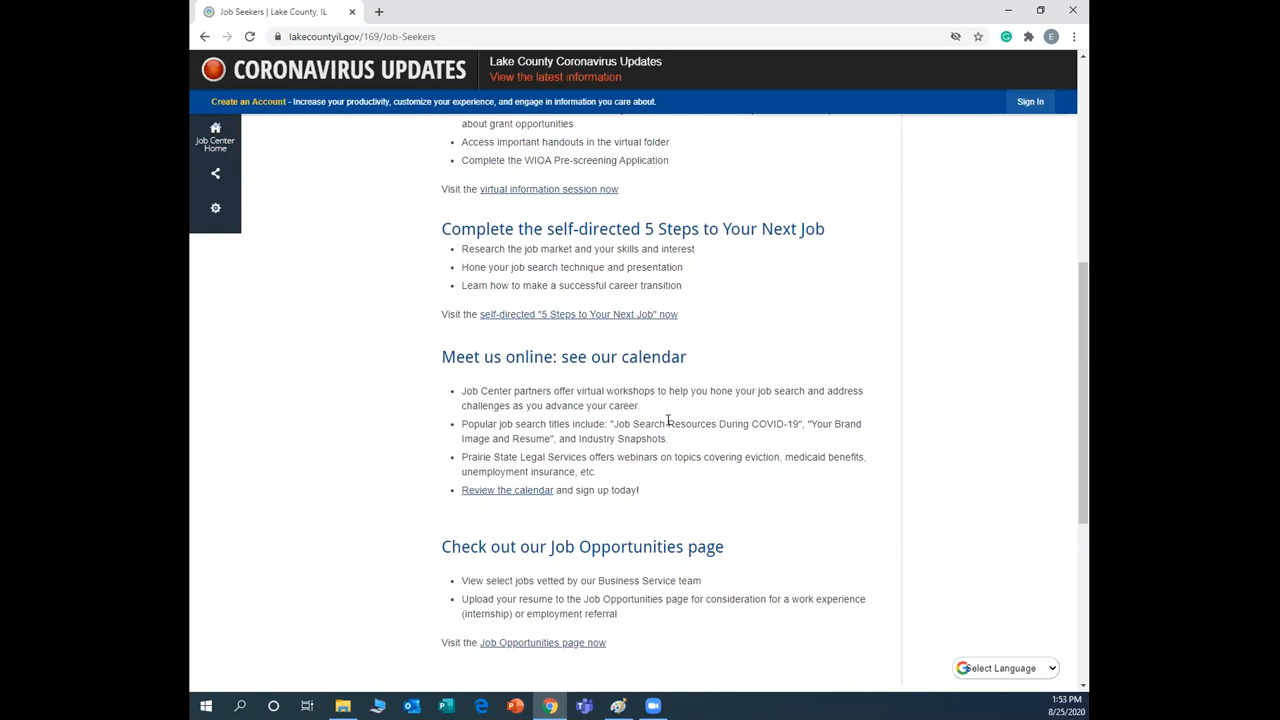 Job Seekers | Lake County, IL
lakecountyil.gov/169/Job-Seekers
CORONAVIRUS UPDATES
Lake County Coronavirus Updates
View the latest information
Create an Account - Increase your productivity, customize your experience, and engage in information you care about.
Sign In
Job Center
Home
about grant opportunities
Access important handouts in the virtual folder
Complete the WIOA Pre-screening Application
Visit the virtual information session now
Complete the self-directed 5 Steps to Your Next Job
Research the job market and your skills and interest
Hone your job search technique and presentation
Learn how to make a successful career transition
Visit the self-directed "5 Steps to Your Next Job" now
Meet us online: see our calendar
Job Center partners offer virtual workshops to help you hone your job search and address
challenges as you advance your career.
Popular job search titles include: "Job Search Resources During COVID-19", "Your Brand
Image and Resume", and Industry Snapshots.
Prairie State Legal Services offers webinars on topics covering eviction, medicaid benefits,
unemployment insurance, etc.
Review the calendar and sign up today!
Check out our Job Opportunities page
View select jobs vetted by our Business Service team
Upload your resume to the Job Opportunities page for consideration for a work experience
(internship) or employment referral
Visit the Job Opportunities page now
Select Language
1:53 PM
8/25/2020